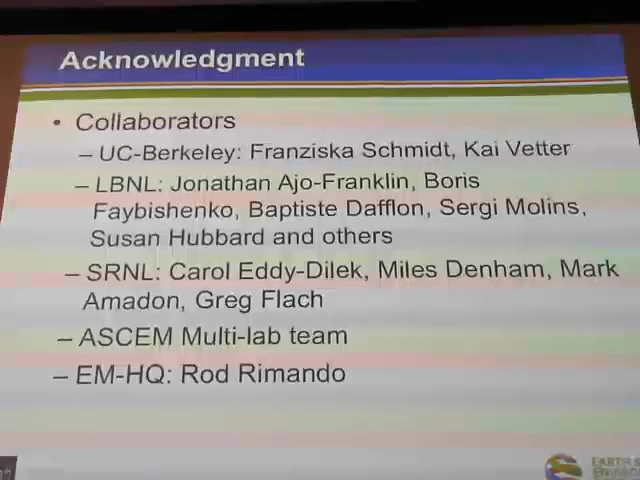 Acknowledgment
• Collaborators
– UC-Berkeley: Franziska Schmidt, Kai Vetter
– LBNL: Jonathan Ajo-Franklin, Boris
Faybishenko, Baptiste Dafflon, Sergi Molins,
Susan Hubbard and others
– SRNL: Carol Eddy-Dilek, Miles Denham, Mark
Amadon, Greg Flach
– ASCEM Multi-lab team
– EM-HQ: Rod Rimando
EARTH &